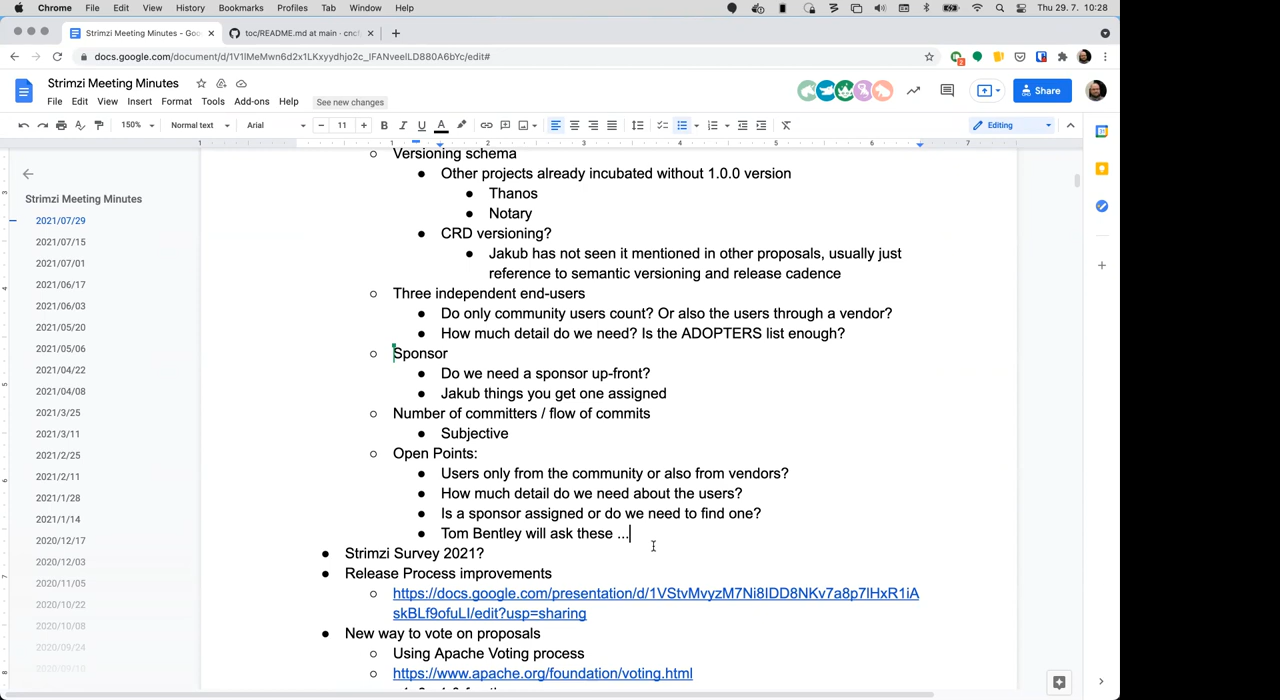 Chrome File Edit View History Bookmarks Profiles Tab Window Help Thu 29. 7. 10:28
Strimzi Meeting Minutes - Goo
toc/README.md at main · cnc
docs.google.com/document/d/
Strimzi Meeting Minutes
File Edit View Insert Format Tools Add-ons Help See new changes
Share
150% Normal text Arial 11 Editing
1 1 2 3 4 5 6 7
Strimzi Meeting Minutes
2021/07/29
2021/07/15
2021/07/01
2021/06/17
2021/06/03
2021/05/20
2021/05/06
2021/04/22
2021/04/08
2021/3/25
2021/3/11
2021/2/25
2021/2/11
2021/1/28
2021/1/14
2020/12/17
2020/12/03
2020/11/05
2020/10/22
2020/10/08
2020/09/24
2020/09/10
Versioning schema
Other projects already incubated without 1.0.0 version
Thanos
Notary
CRD versioning?
Jakub has not seen it mentioned in other proposals, usually just
reference to semantic versioning and release cadence
Three independent end-users
Do only community users count? Or also the users through a vendor?
How much detail do we need? Is the ADOPTERS list enough?
Sponsor
Do we need a sponsor up-front?
Jakub things you get one assigned
Number of committers / flow of commits
Subjective
Open Points:
Users only from the community or also from vendors?
How much detail do we need about the users?
Is a sponsor assigned or do we need to find one?
Tom Bentley will ask these ...
Strimzi Survey 2021?
Release Process improvements
https://docs.google.com/presentation/d/1VStvMvyzM7Ni8IDD8NKv7a8p7lHxR1iA
skBLf9ofuLI/edit?usp=sharing
New way to vote on proposals
Using Apache Voting process
https://www.apache.org/foundation/voting.html